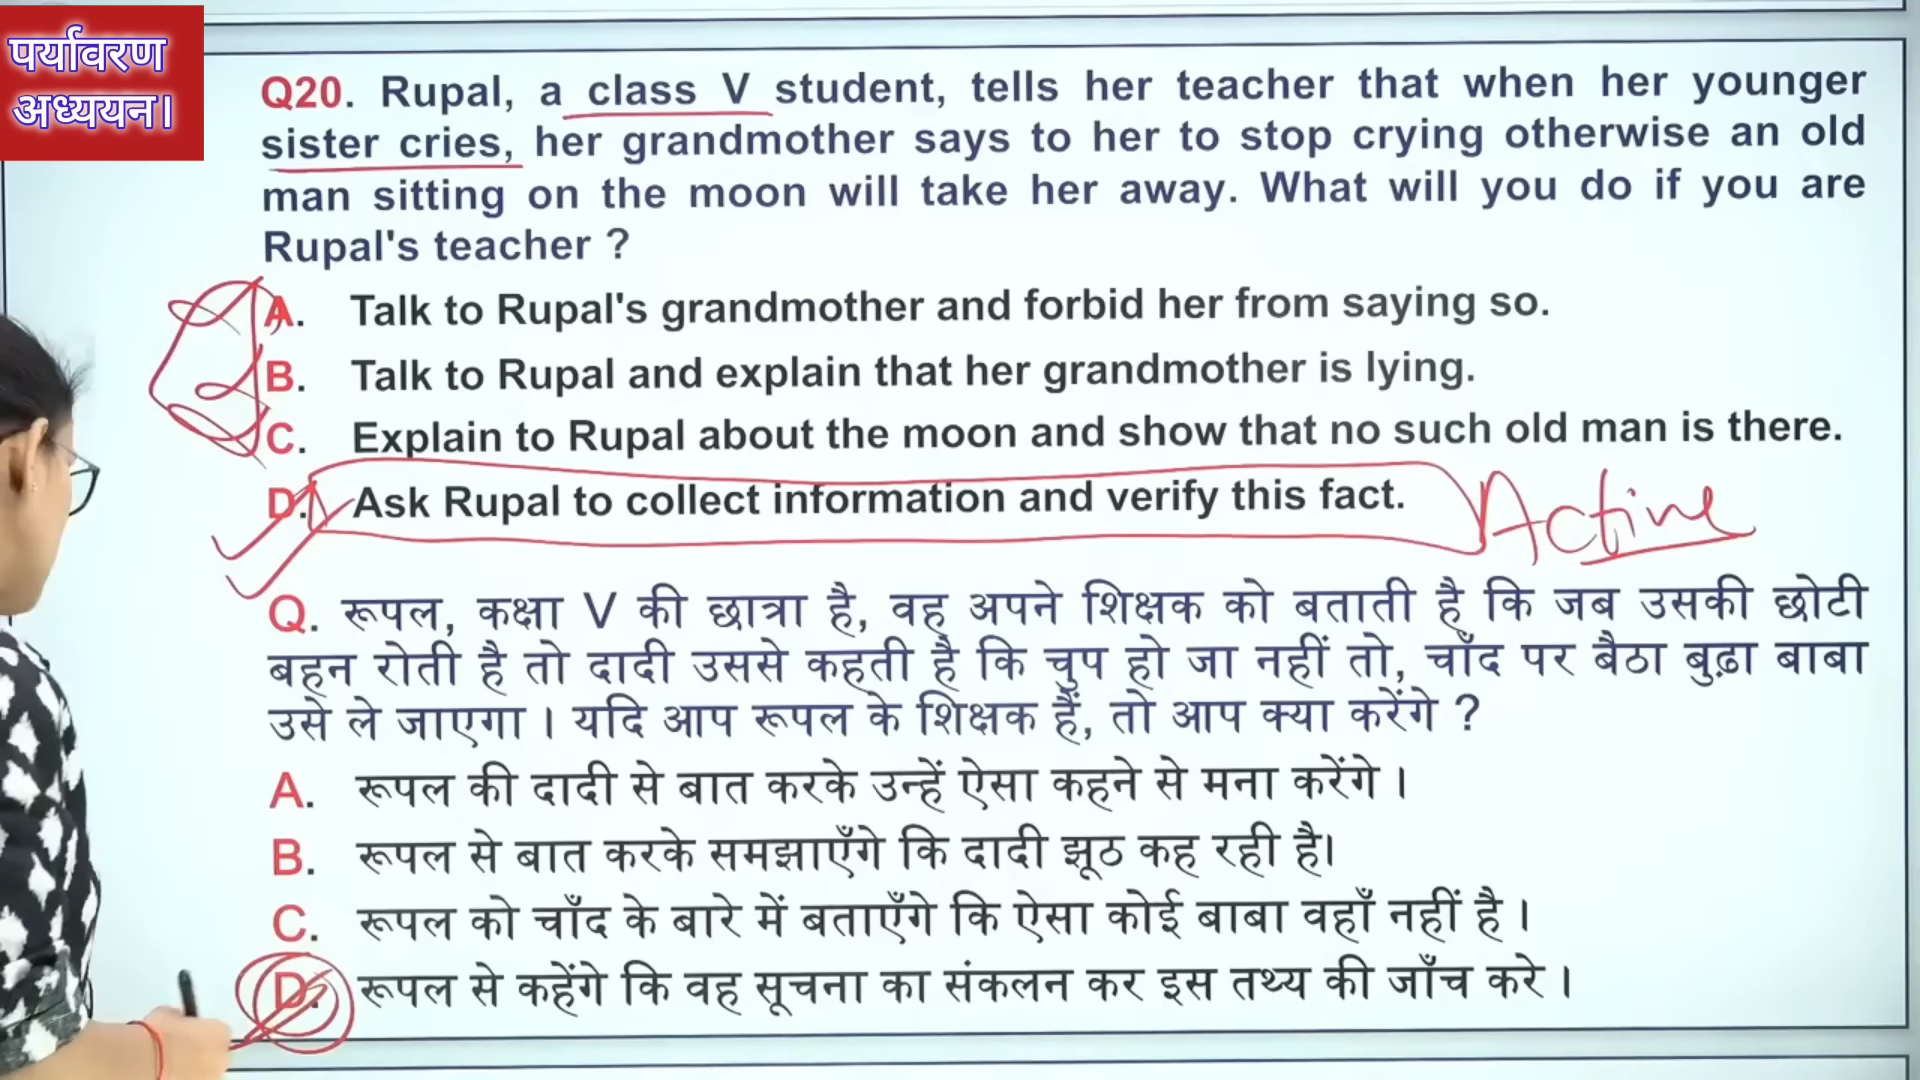 पर्यावरण
अध्ययन।
Q20. Rupal, a class V student, tells her teacher that when her younger
sister cries, her grandmother says to her to stop crying otherwise an old
man sitting on the moon will take her away. What will you do if you are
Rupal's teacher ?
A. Talk to Rupal's grandmother and forbid her from saying so.
B. Talk to Rupal and explain that her grandmother is lying.
C. Explain to Rupal about the moon and show that no such old man is there.
D. Ask Rupal to collect information and verify this fact.
Active
Q. रूपल, कक्षा V की छात्रा है, वह अपने शिक्षक को बताती है कि जब उसकी छोटी
बहन रोती है तो दादी उससे कहती है कि चुप हो जा नहीं तो, चाँद पर बैठा बुढ़ा बाबा
उसे ले जाएगा । यदि आप रूपल के शिक्षक हैं, तो आप क्या करेंगे ?
A. रूपल की दादी से बात करके उन्हें ऐसा कहने से मना करेंगे ।
B. रूपल से बात करके समझाएँगे कि दादी झूठ कह रही है।
C. रूपल को चाँद के बारे में बताएँगे कि ऐसा कोई बाबा वहाँ नहीं है ।
D. रूपल से कहेंगे कि वह सूचना का संकलन कर इस तथ्य की जाँच करे ।